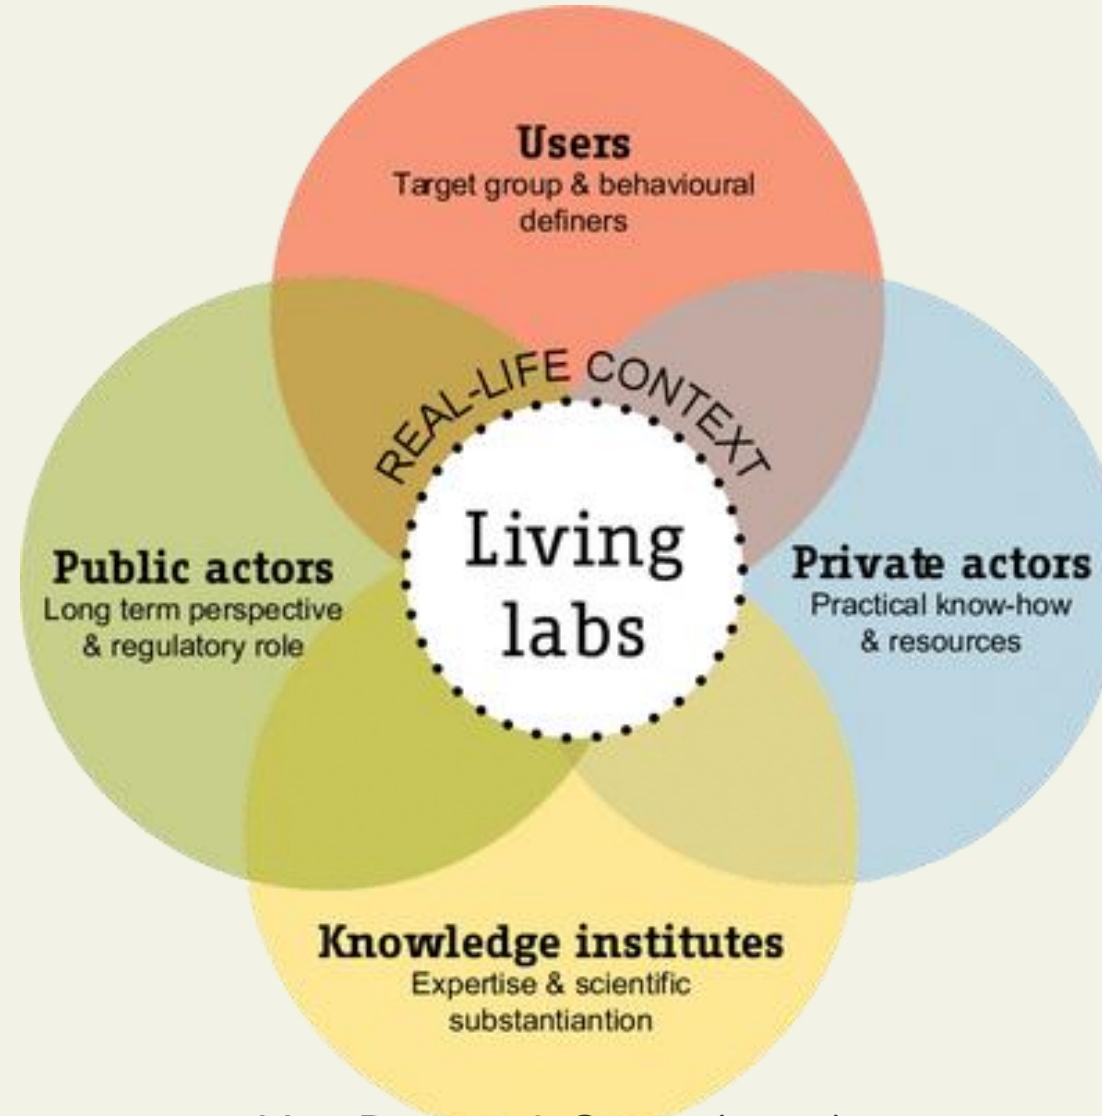 Users
Target group & behavioural
definers
REAL-LIFE CONTEXT
Living
labs
Public actors
Long term perspective
& regulatory role
Private actors
Practical know-how
& resources
Knowledge institutes
Expertise & scientific
substantiantion